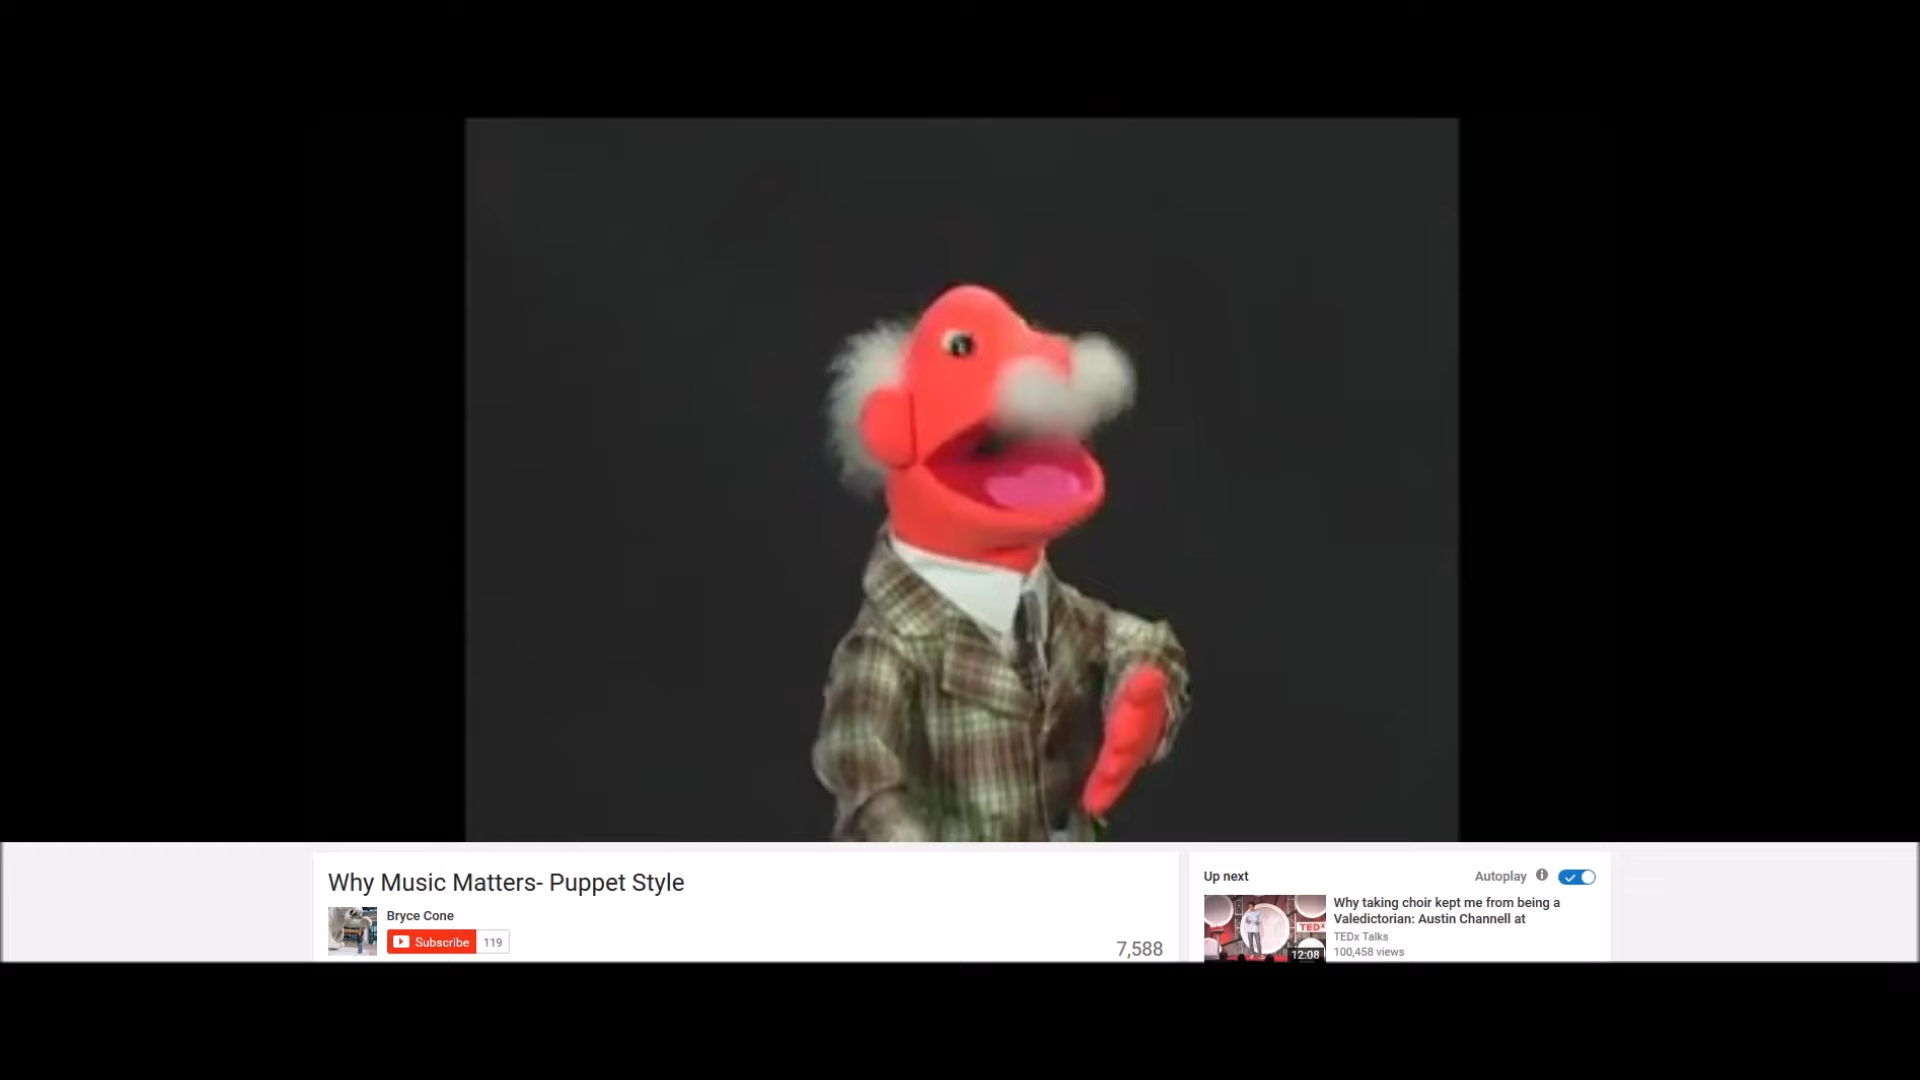 Why Music Matters- Puppet Style
Bryce Cone
Subscribe 119
7,588
Up next
Autoplay
Why taking choir kept me from being a
Valedictorian: Austin Channell at
TEDx Talks
100,458 views
TEDx
12:08